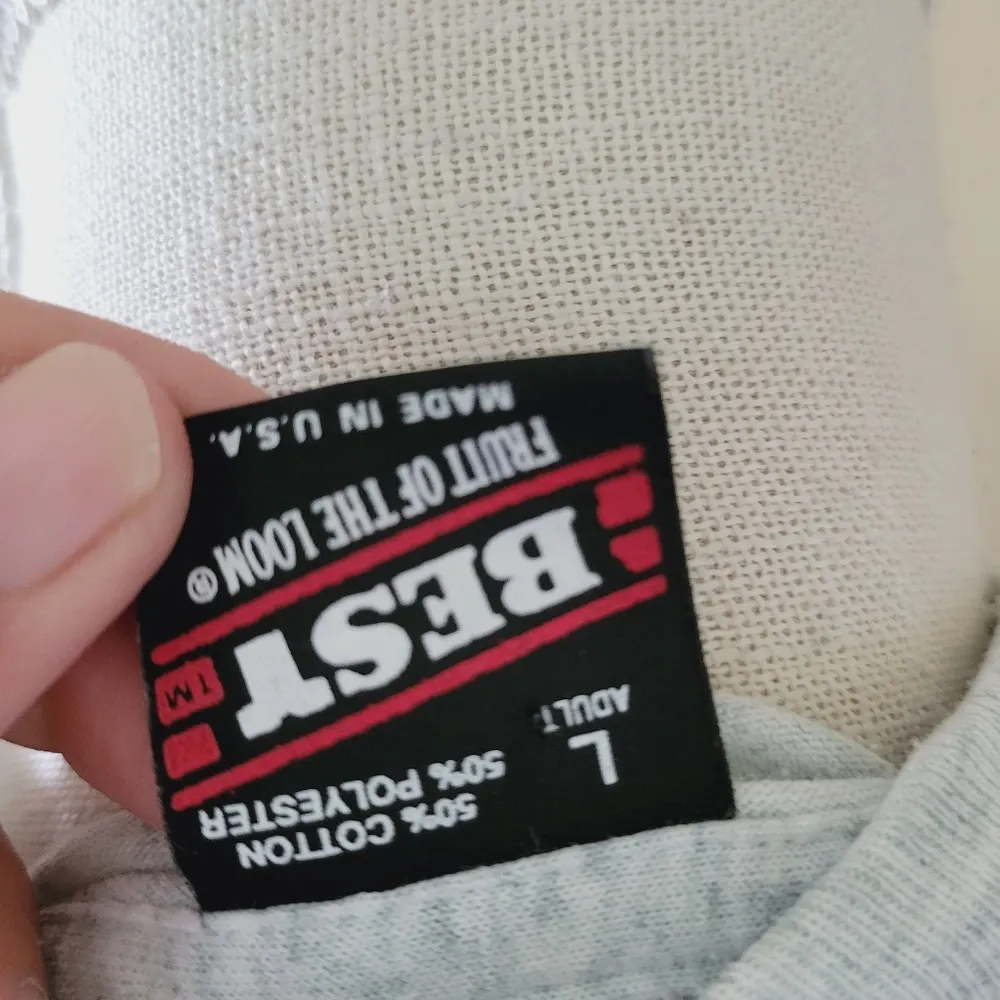 50% COTTON
50% POLYESTER
L
ADULT
BEST
TM
FRUIT OF THE LOOM®
MADE IN U.S.A.